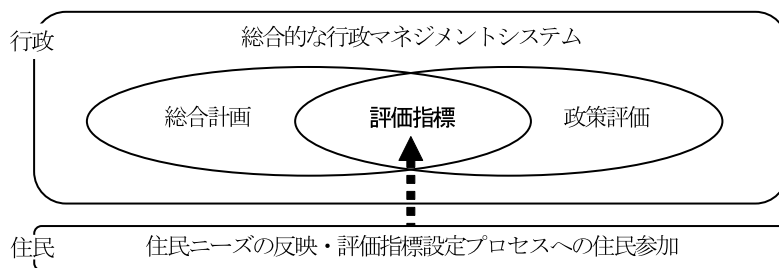 行政
総合的な行政マネジメントシステム
総合計画
評価指標
政策評価
住民
住民ニーズの反映・評価指標設定プロセスへの住民参加